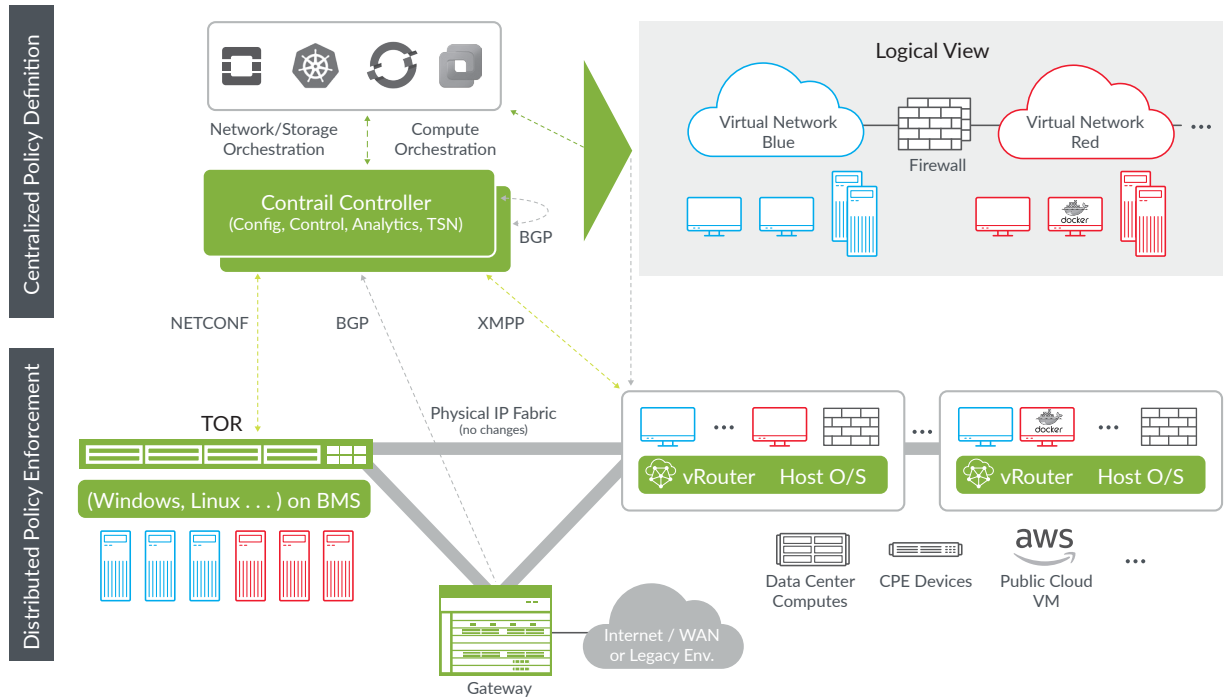 Centralized Policy Definition
Network/Storage
Orchestration
Compute
Orchestration
Contrail Controller
(Config, Control, Analytics, TSN)
BGP
NETCONF
BGP
XMPP
Logical View
Virtual Network
Blue
Firewall
Virtual Network
Red
...
docker
Distributed Policy Enforcement
TOR
Physical IP Fabric
(no changes)
(Windows, Linux . . . ) on BMS
...
vRouter Host O/S
...
docker
...
vRouter Host O/S
Data Center
Computes
CPE Devices
aws
Public Cloud
VM
...
Internet / WAN
or Legacy Env.
Gateway